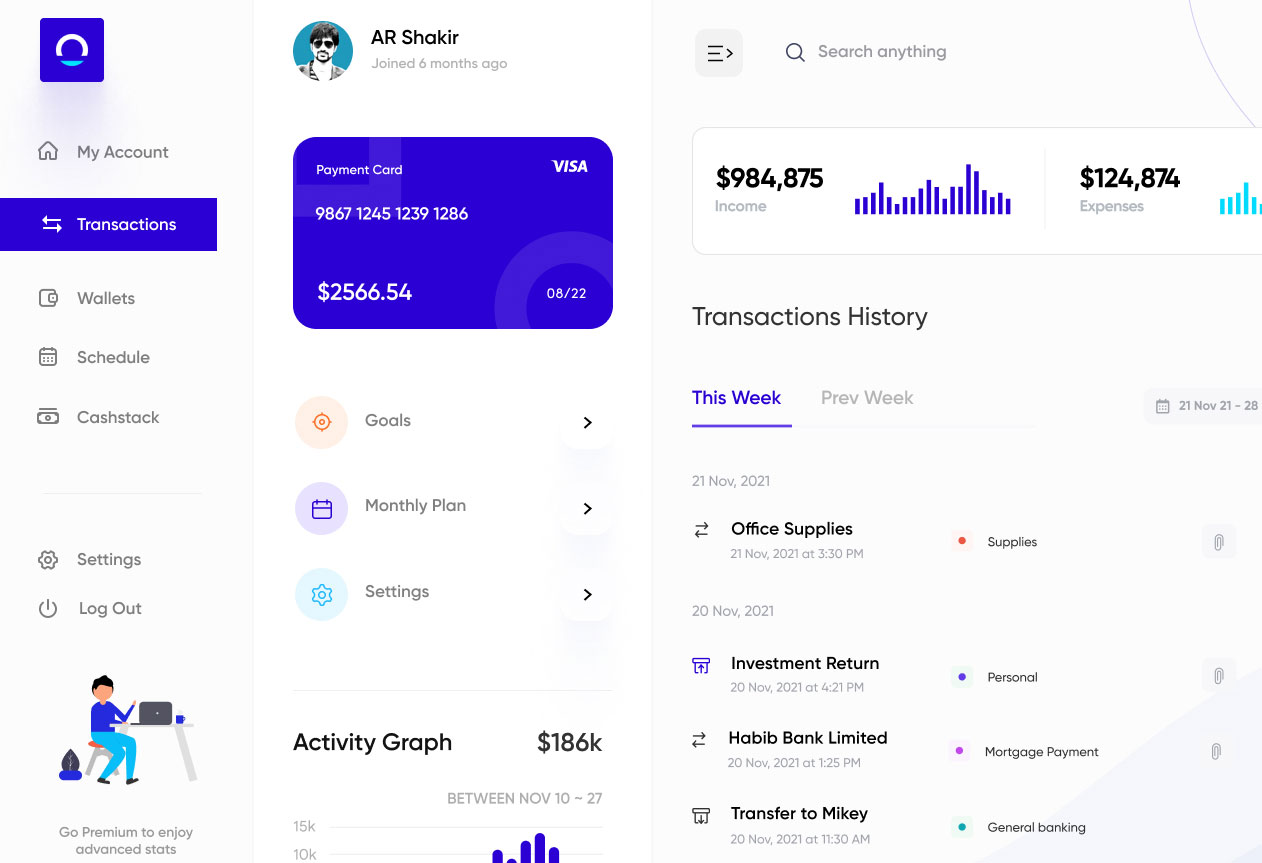 My Account
Transactions
Wallets
Schedule
Cashstack
Settings
Log Out
Go Premium to enjoy
advanced stats
AR Shakir
Joined 6 months ago
Payment Card
VISA
9867 1245 1239 1286
$2566.54
08/22
Goals
Monthly Plan
Settings
Activity Graph
$186k
BETWEEN NOV 10 ~ 27
15k
10k
Search anything
$984,875
Income
$124,874
Expenses
Transactions History
This Week
Prev Week
21 Nov 21 - 28
21 Nov, 2021
Office Supplies
21 Nov, 2021 at 3:30 PM
Supplies
20 Nov, 2021
Investment Return
20 Nov, 2021 at 4:21 PM
Personal
Habib Bank Limited
20 Nov, 2021 at 1:25 PM
Mortgage Payment
Transfer to Mikey
20 Nov, 2021 at 11:30 AM
General banking